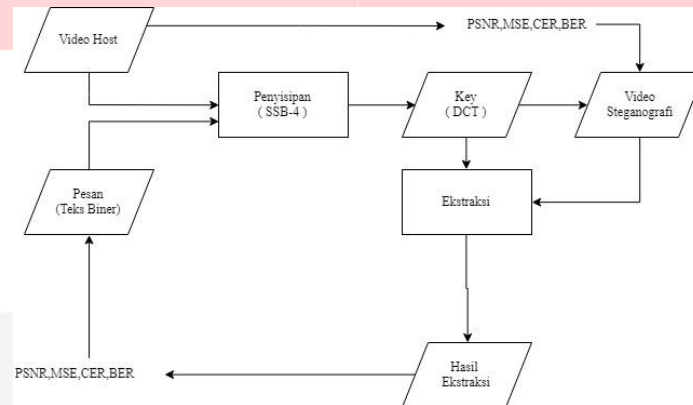 Video Host
PSNR,MSE,CER,BER
Penyisipan
( SSB-4 )
Key
( DCT )
Video
Steganografi
Pesan
(Teks Biner)
Ekstraksi
PSNR,MSE,CER,BER
Hasil
Ekstraksi